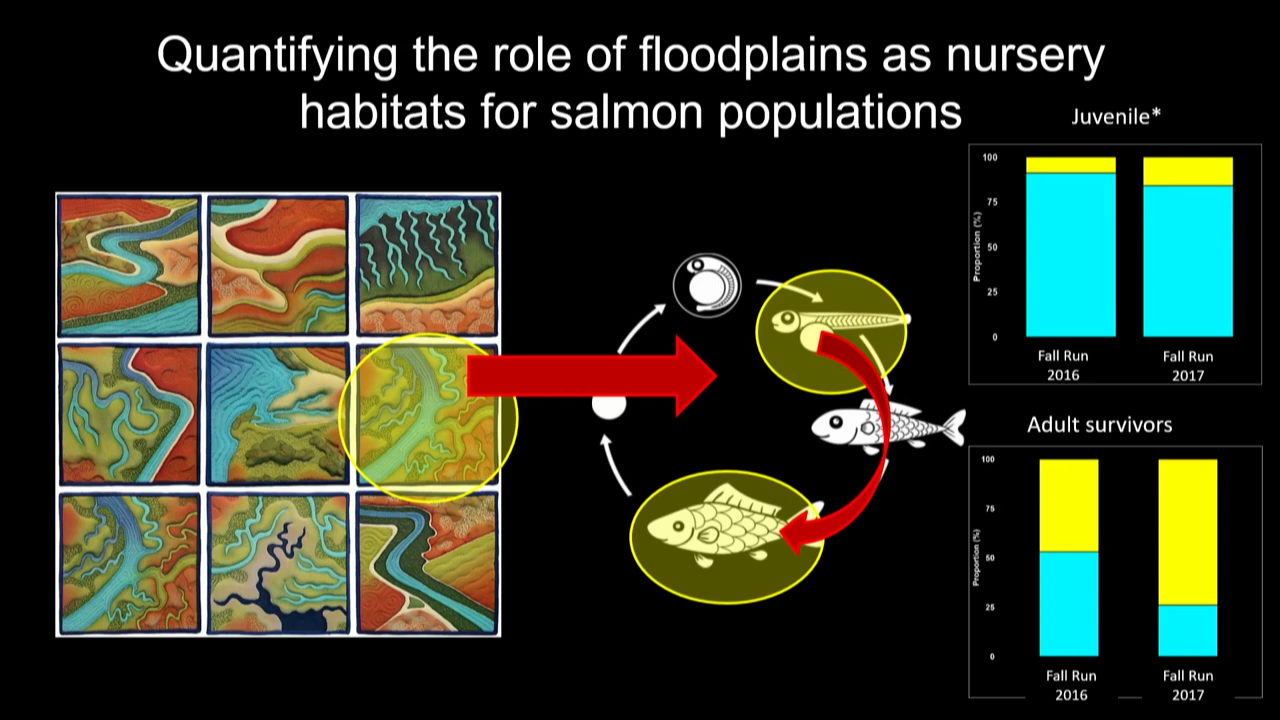 Quantifying the role of floodplains as nursery
habitats for salmon populations
Juvenile*
100
75
50
25
0
Proportion (%)
Fall Run
2016
Fall Run
2017
Adult survivors
100
75
50
25
0
Proportion (%)
Fall Run
2016
Fall Run
2017